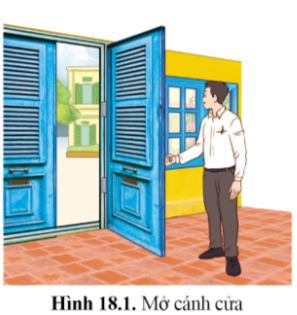 Hình 18.1. Mở cánh cửa